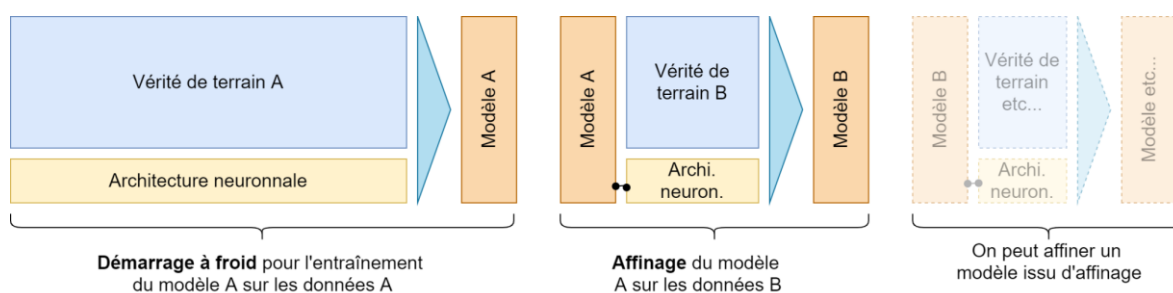 Vérité de terrain A
Architecture neuronnale
Modèle A
Démarrage à froid pour l'entraînement
du modèle A sur les données A
Modèle A
Vérité de
terrain B
Archi.
neuron.
Modèle B
Affinage du modèle
A sur les données B
Modèle B
Vérité de
terrain
etc...
Archi.
neuron.
Modèle etc...
On peut affiner un
modèle issu d'affinage